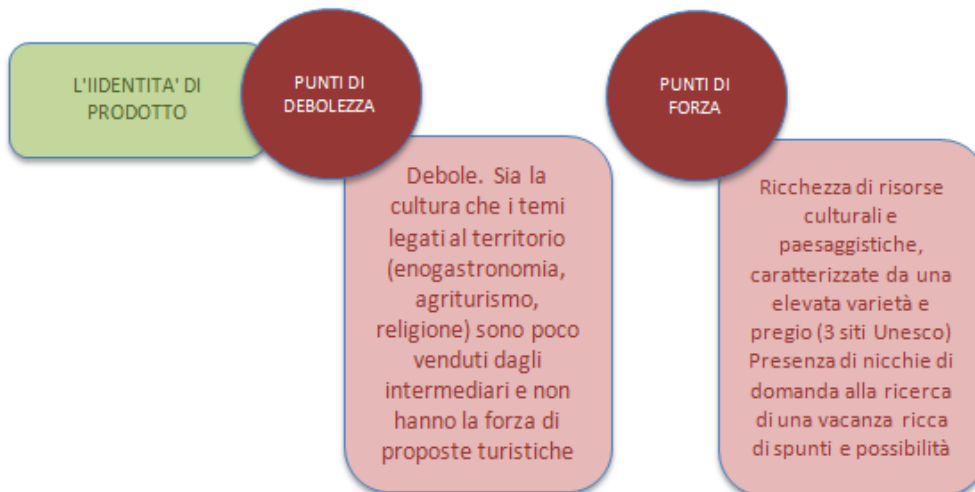 L'IIDENTITA' DI
PRODOTTO
PUNTI DI
DEBOLEZZA
Debole. Sia la
cultura che i temi
legati al territorio
(enogastronomia,
agriturismo,
religione) sono poco
venduti dagli
intermediari e non
hanno la forza di
proposte turistiche
PUNTI DI
FORZA
Ricchezza di risorse
culturali e
paesaggistiche,
caratterizzate da una
elevata varietà e
pregio (3 siti Unesco)
Presenza di nicchie di
domanda alla ricerca
di una vacanza ricca
di spunti e possibilità